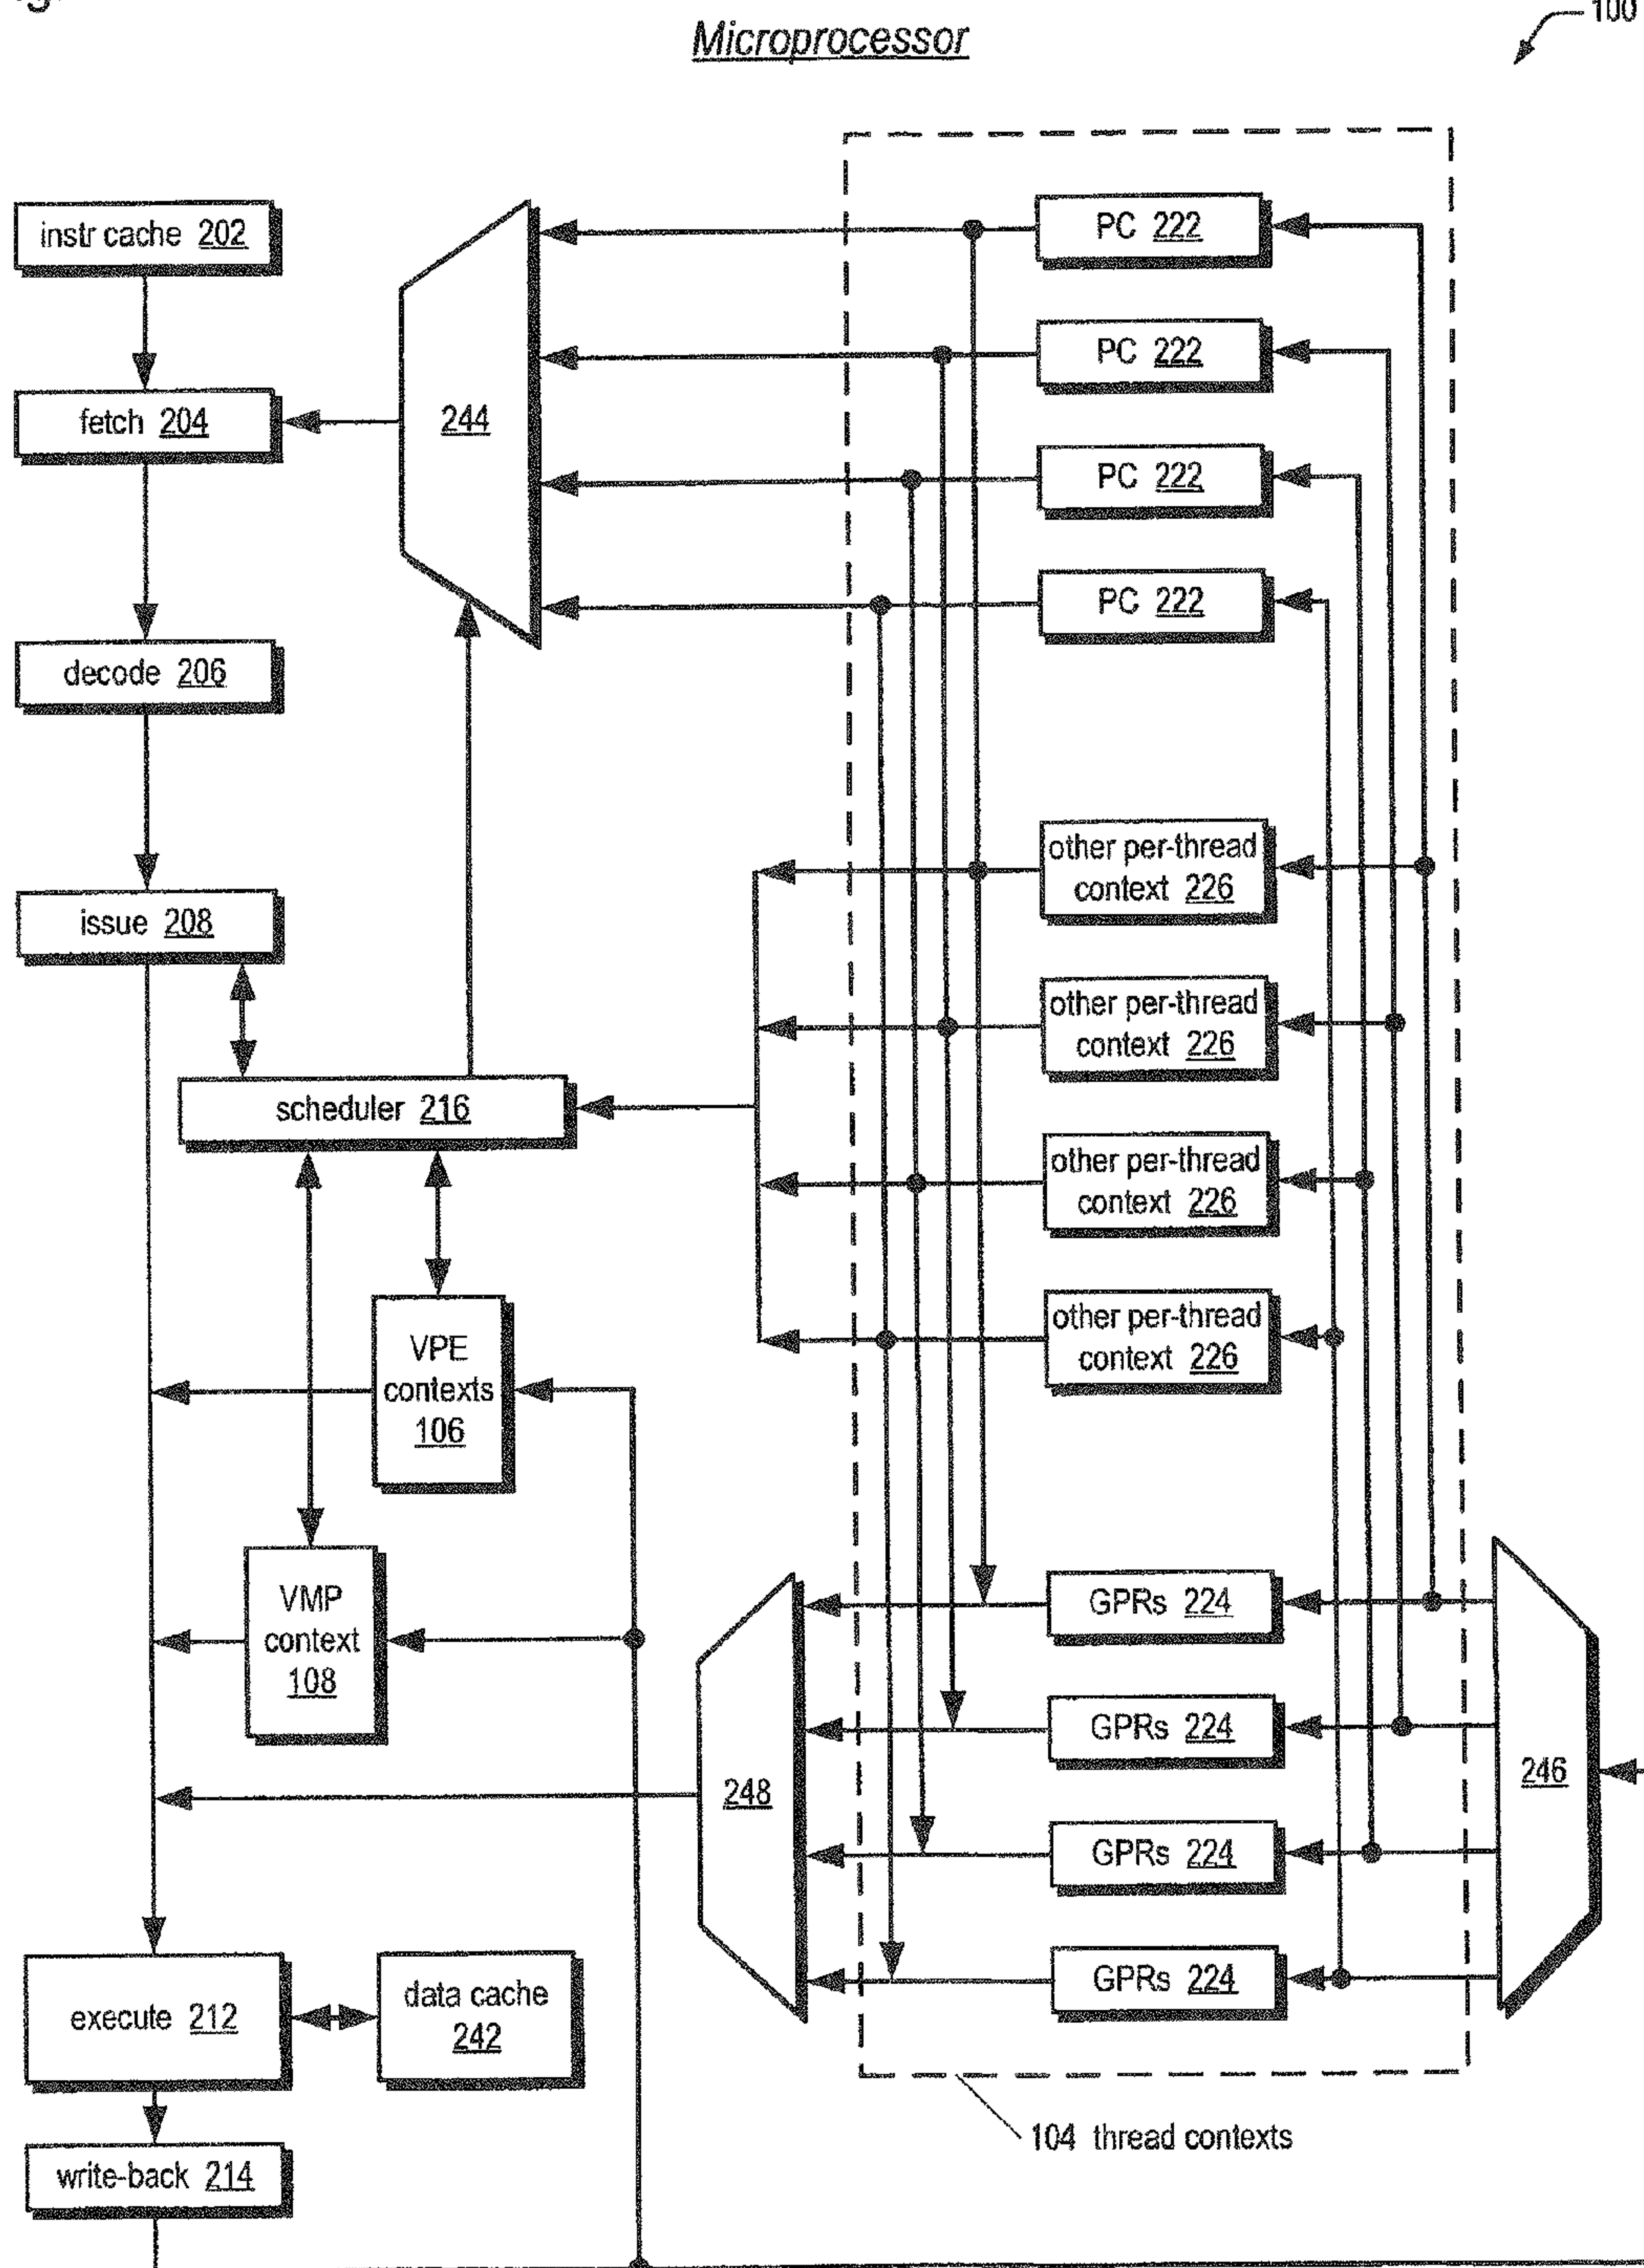 Microprocessor
100
instr cache 202
PC 222
PC 222
fetch 204
244
PC 222
PC 222
decode 206
other per-thread
context 226
issue 208
other per-thread
context 226
scheduler 216
other per-thread
context 226
other per-thread
context 226
VPE
contexts
106
VMP
context
108
GPRs 224
GPRs 224
248
246
GPRs 224
GPRs 224
execute 212
data cache
242
104 thread contexts
write-back 214